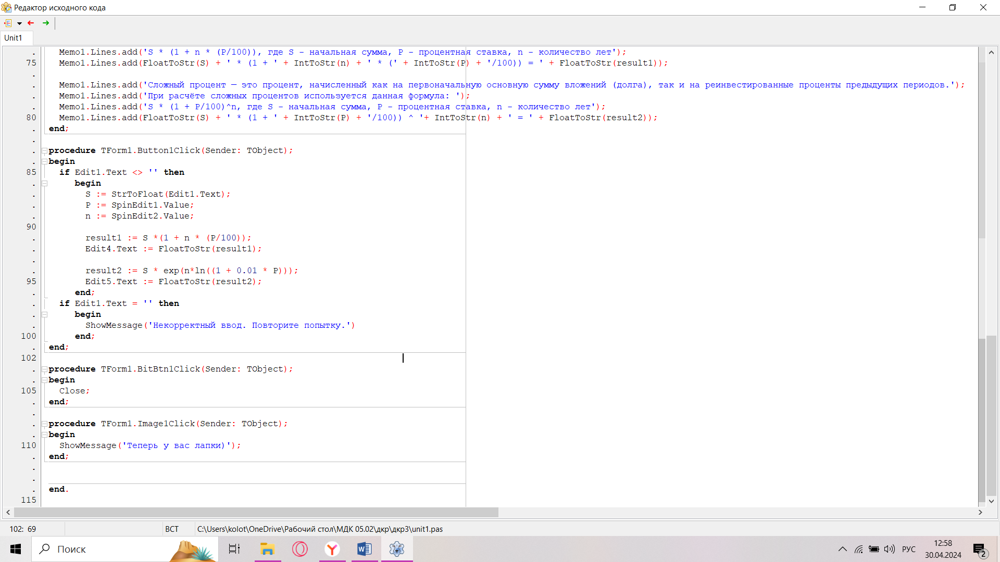 Редактор исходного кода
Unit1
. Memo1.Lines.add('S * (1 + n * (P/100)), где S - начальная сумма, P - процентная ставка, n - количество лет');
75 Memo1.Lines.add(FloatToStr(S) + ' * (1 + ' + IntToStr(n) + ' * (' + IntToStr(P) + '/100)) = ' + FloatToStr(result1));
.
. Memo1.Lines.add('Сложный процент — это процент, начисленный как на первоначальную основную сумму вложений (долга), так и на реинвестированные проценты предыдущих периодов.');
. Memo1.Lines.add('При расчёте сложных процентов используется данная формула: ');
. Memo1.Lines.add('S * (1 + P/100)^n, где S - начальная сумма, P - процентная ставка, n - количество лет');
80 Memo1.Lines.add(FloatToStr(S) + ' * (1 + ' + IntToStr(P) + '/100)) ^ '+ IntToStr(n) + ' = ' + FloatToStr(result2));
. end;
.
. procedure TForm1.Button1Click(Sender: TObject);
. begin
85 if Edit1.Text <> '' then
. begin
. S := StrToFloat(Edit1.Text);
. P := SpinEdit1.Value;
. n := SpinEdit2.Value;
90
. result1 := S *(1 + n * (P/100));
. Edit4.Text := FloatToStr(result1);
.
. result2 := S * exp(n*ln((1 + 0.01 * P)));
95 Edit5.Text := FloatToStr(result2);
. end;
. if Edit1.Text = '' then
. begin
. ShowMessage('Некорректный ввод. Повторите попытку.')
100 end;
. end;
102
. procedure TForm1.BitBtn1Click(Sender: TObject);
. begin
105 Close;
. end;
.
. procedure TForm1.Image1Click(Sender: TObject);
. begin
110 ShowMessage('Теперь у вас лапки)');
. end;
.
.
. end.
115
102: 69 ВСТ C:\Users\kolot\OneDrive\Рабочий стол\МДК 05.02\дкр\дкр3\unit1.pas
Поиск
РУС
12:58
30.04.2024
2